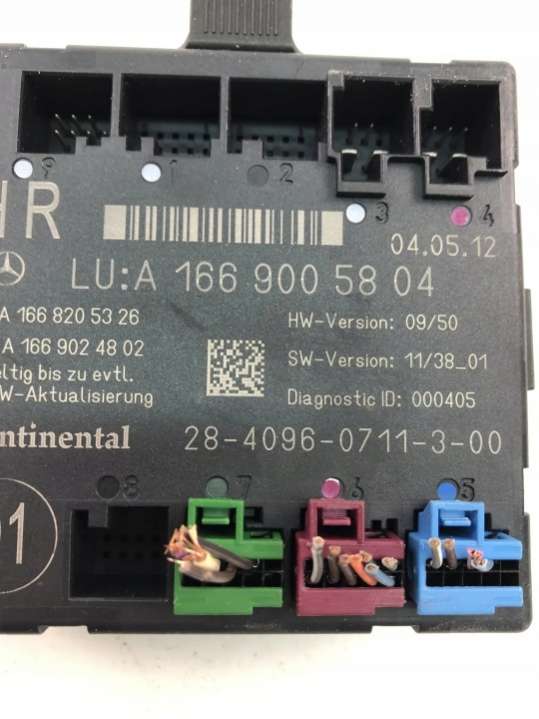 9 1 2 3 4
HR
04.05.12
LU:A 166 900 58 04
A 166 820 53 26
HW-Version: 09/50
A 166 902 48 02
SW-Version: 11/38_01
ltig bis zu evtl.
W-Aktualisierung
Diagnostic ID: 000405
ntinental
28-4096-0711-3-00
8 7 6 5
01